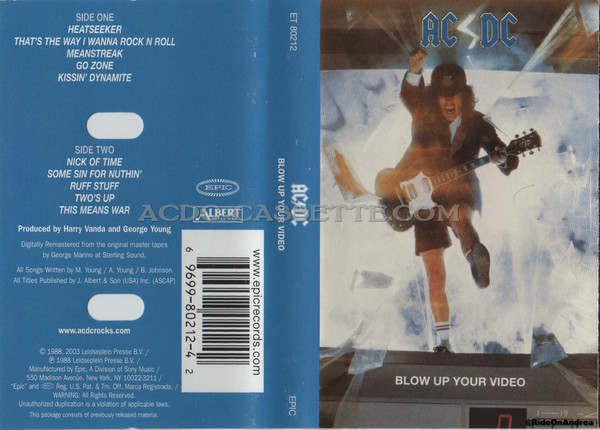 SIDE ONE
HEATSEEKER
THAT'S THE WAY I WANNA ROCK N ROLL
MEANSTREAK
GO ZONE
KISSIN' DYNAMITE
SIDE TWO
NICK OF TIME
SOME SIN FOR NUTHIN'
RUFF STUFF
TWO'S UP
THIS MEANS WAR
Produced by Harry Vanda and George Young
Digitally Remastered from the original master tapes
by George Marino at Sterling Sound.
All Songs Written by M. Young / A. Young / B. Johnson
All Titles Published by J. Albert & Son (USA) Inc. (ASCAP)
www.acdcrocks.com
© 1988, 2003 Leidseplein Presse B.V. /
℗ 1988 Leidseplein Presse B.V. /
Manufactured by Epic, A Division of Sony Music /
550 Madison Avenue, New York, NY 10022-3211 /
"Epic" and Reg. U.S. Pat. & Tm. Off. Marca Registrada. /
WARNING: All Rights Reserved.
Unauthorized duplication is a violation of applicable laws.
This package consists of previously released material.
EPIC
ALBERT
6 9699-80212-4 2
www.epicrecords.com
ET 80212
AC/DC
BLOW UP YOUR VIDEO
EPIC
AC DC
BLOW UP YOUR VIDEO
ACDC-CASSETTE.COM
@RideOnAndrea